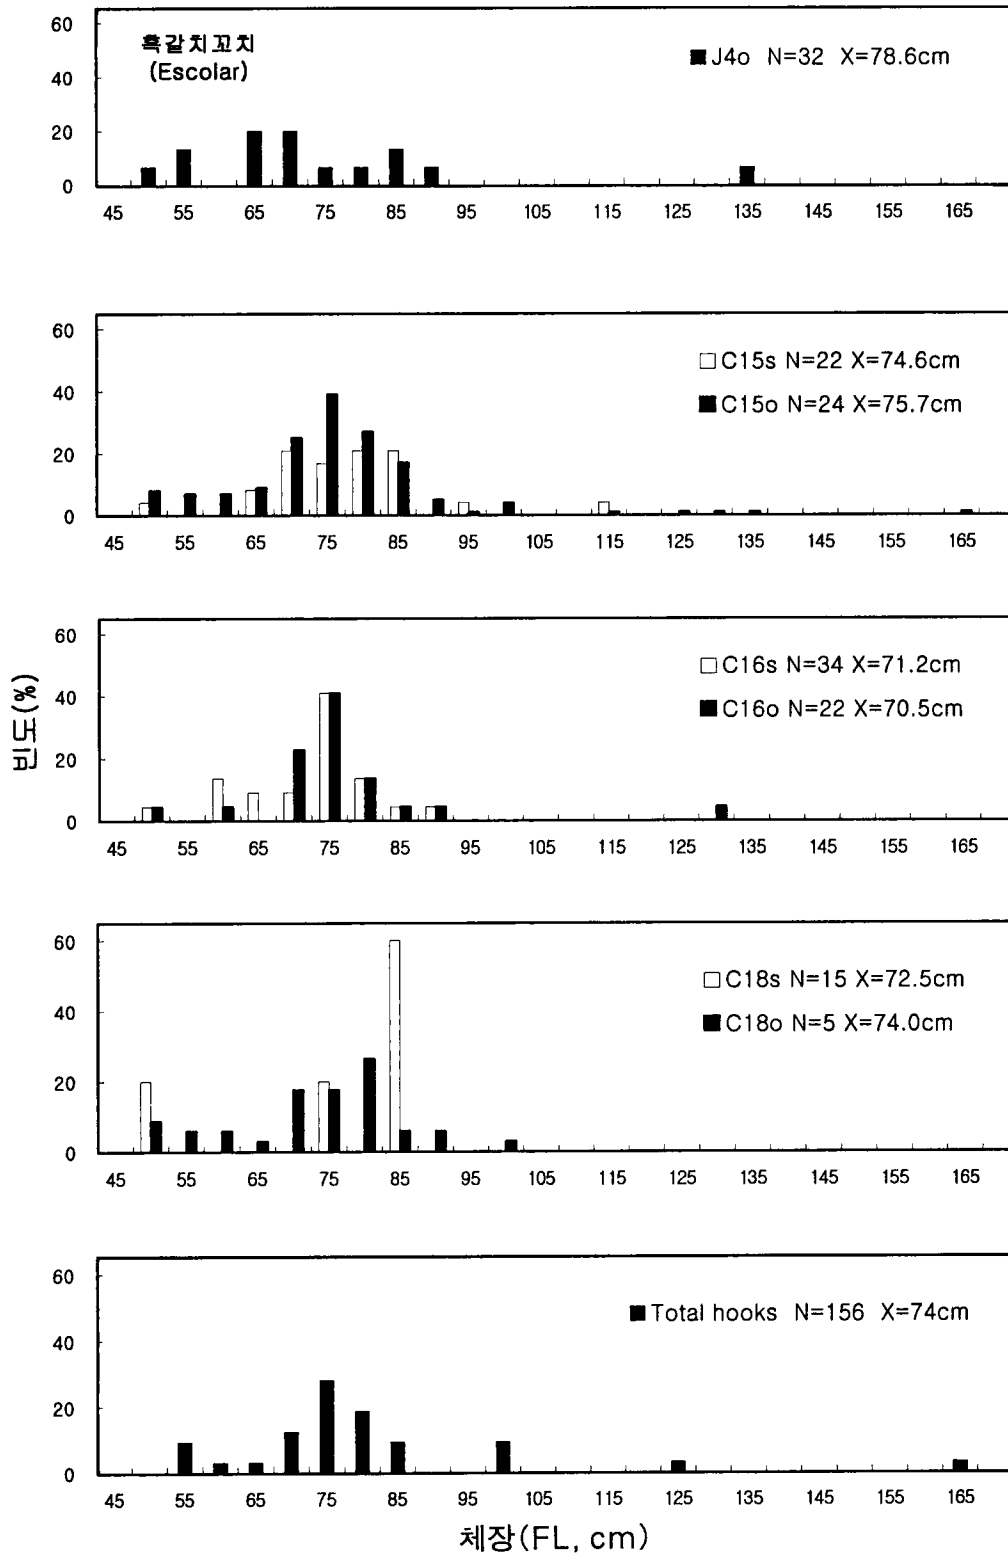 흑갈치꼬치
(Escolar)
J4o N=32 X=78.6cm
60
40
20
0
45 55 65 75 85 95 105 115 125 135 145 155 165
C15s N=22 X=74.6cm
C15o N=24 X=75.7cm
60
40
20
0
45 55 65 75 85 95 105 115 125 135 145 155 165
C16s N=34 X=71.2cm
C16o N=22 X=70.5cm
60
40
20
0
45 55 65 75 85 95 105 115 125 135 145 155 165
빈도(%)
C18s N=15 X=72.5cm
C18o N=5 X=74.0cm
60
40
20
0
45 55 65 75 85 95 105 115 125 135 145 155 165
Total hooks N=156 X=74cm
60
40
20
0
45 55 65 75 85 95 105 115 125 135 145 155 165
체장(FL, cm)